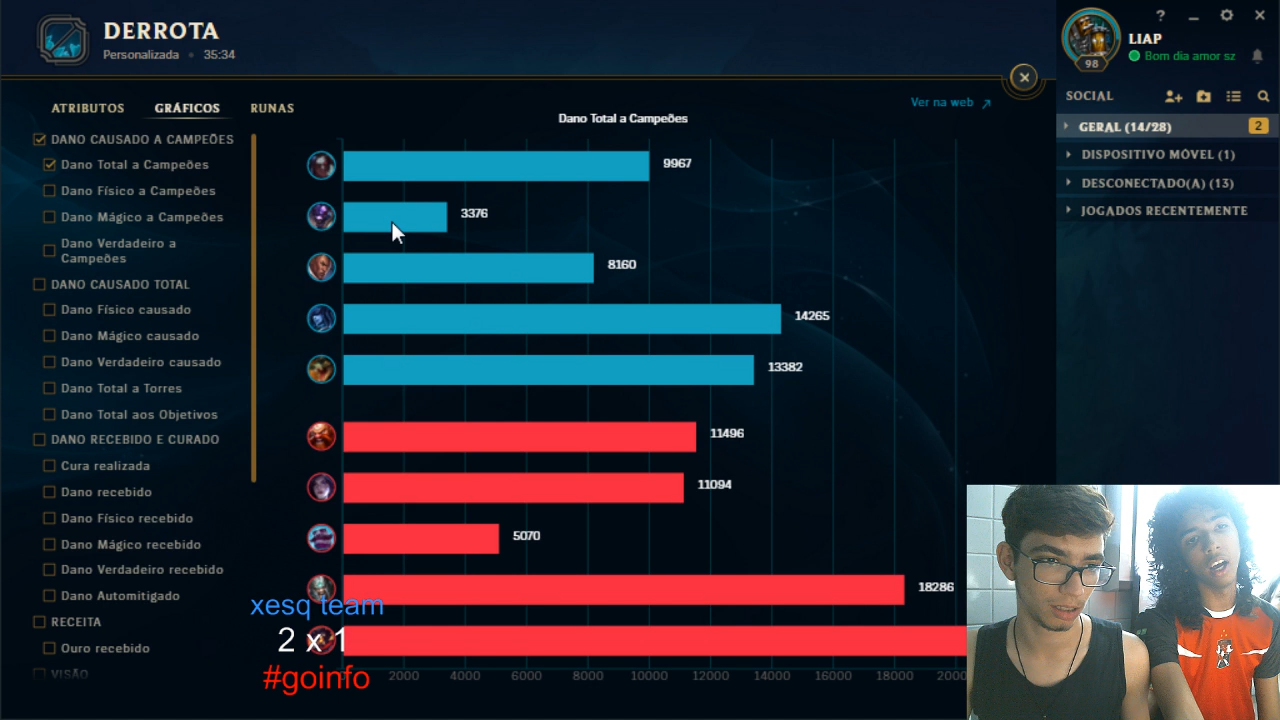 DERROTA
Personalizada • 35:34
ATRIBUTOS GRÁFICOS RUNAS
Ver na web
Dano Total a Campeões
DANO CAUSADO A CAMPEÕES
Dano Total a Campeões
Dano Físico a Campeões
Dano Mágico a Campeões
Dano Verdadeiro a
Campeões
DANO CAUSADO TOTAL
Dano Físico causado
Dano Mágico causado
Dano Verdadeiro causado
Dano Total a Torres
Dano Total aos Objetivos
DANO RECEBIDO E CURADO
Cura realizada
Dano recebido
Dano Físico recebido
Dano Mágico recebido
Dano Verdadeiro recebido
Dano Automitigado
RECEITA
Ouro recebido
VISÃO
9967
3376
8160
14265
13382
11496
11094
5070
18286
2000 4000 6000 8000 10000 12000 14000 16000 18000
xesq team
2 x 1
#goinfo
?
LIAP
98
Bom dia amor sz
SOCIAL
GERAL (14/28) 2
DISPOSITIVO MÓVEL (1)
DESCONECTADO(A) (13)
JOGADOS RECENTEMENTE